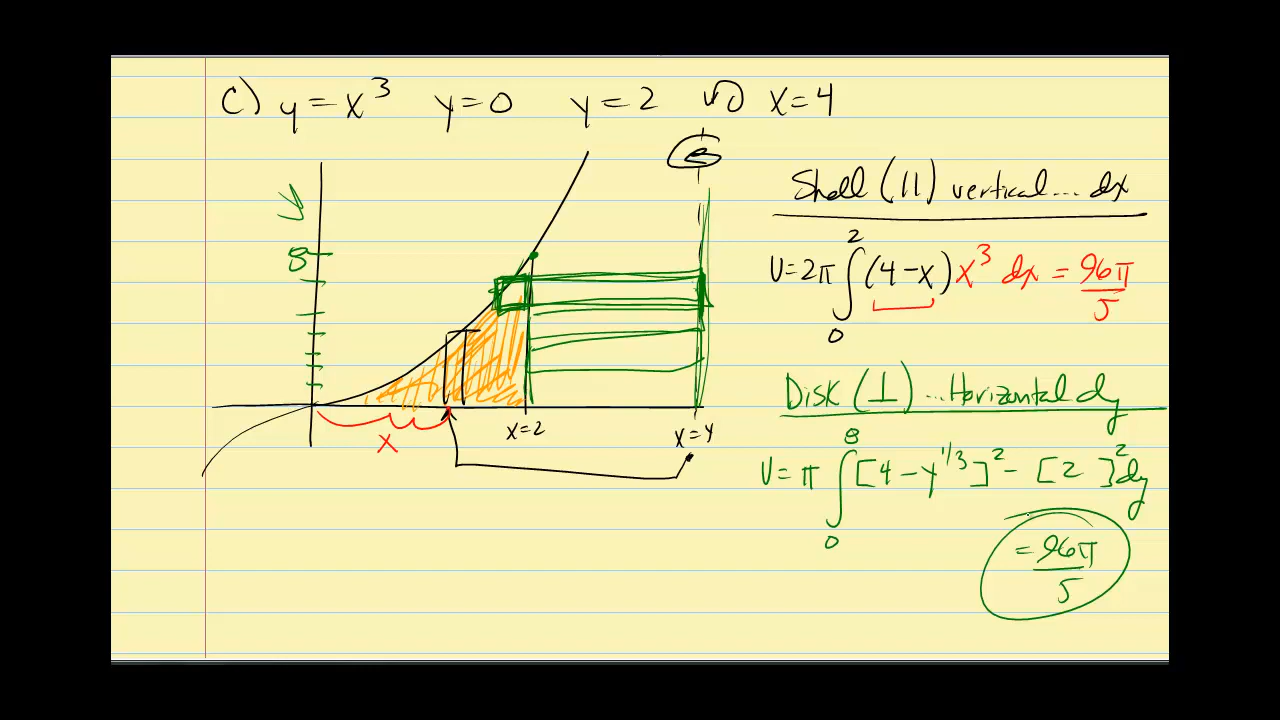 c) y = x³ y = 0 y = 2 x = 4
y
8
x
x=2
x=4
Shell (||) vertical... dx
V = 2π ∫₀² (4 - x) x³ dx = 96π/5
Disk (⊥) ... Horizontal dy
V = π ∫₀⁸ [4 - y^1/3]² - [2]² dy
= 96π/5